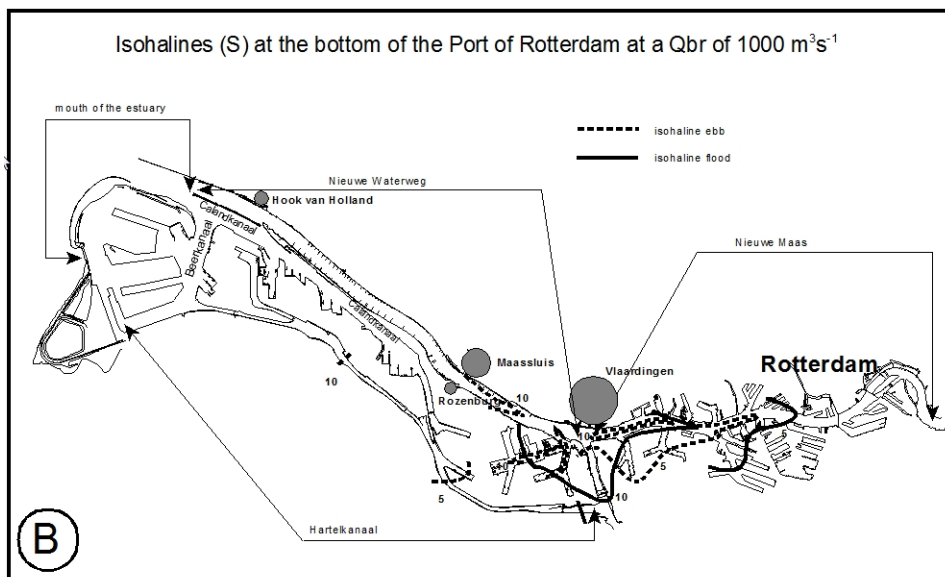 Isohalines (S) at the bottom of the Port of Rotterdam at a Qbr of 1000 m³s⁻¹
mouth of the estuary
isohaline ebb
isohaline flood
Nieuwe Waterweg
Hook van Holland
Nieuwe Maas
Calandkanaal
Beerkanaal
Calandkanaal
Maassluis
Vlaardingen
Rotterdam
10
Rozenburg
10
10
5
5
10
Hartelkanaal
B